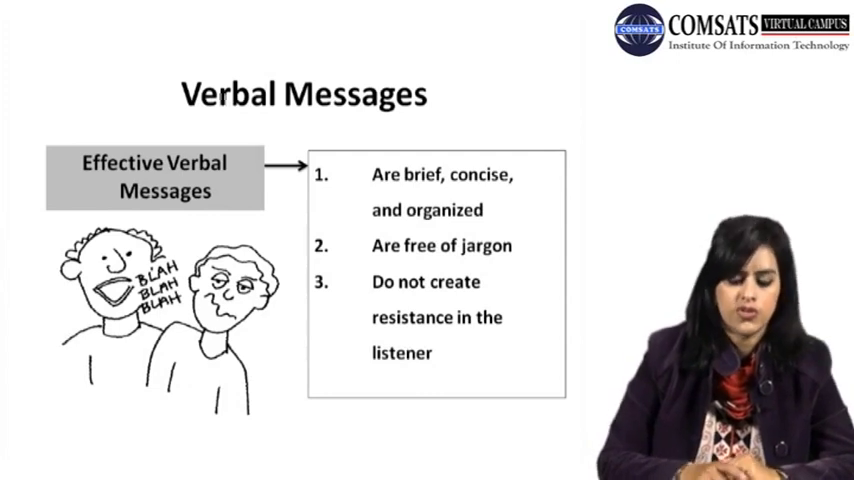 COMSATS VIRTUAL CAMPUS
COMSATS
Institute Of Information Technology
Verbal Messages
Effective Verbal
Messages
1. Are brief, concise,
and organized
2. Are free of jargon
3. Do not create
resistance in the
listener
BLAH
BLAH
BLAH